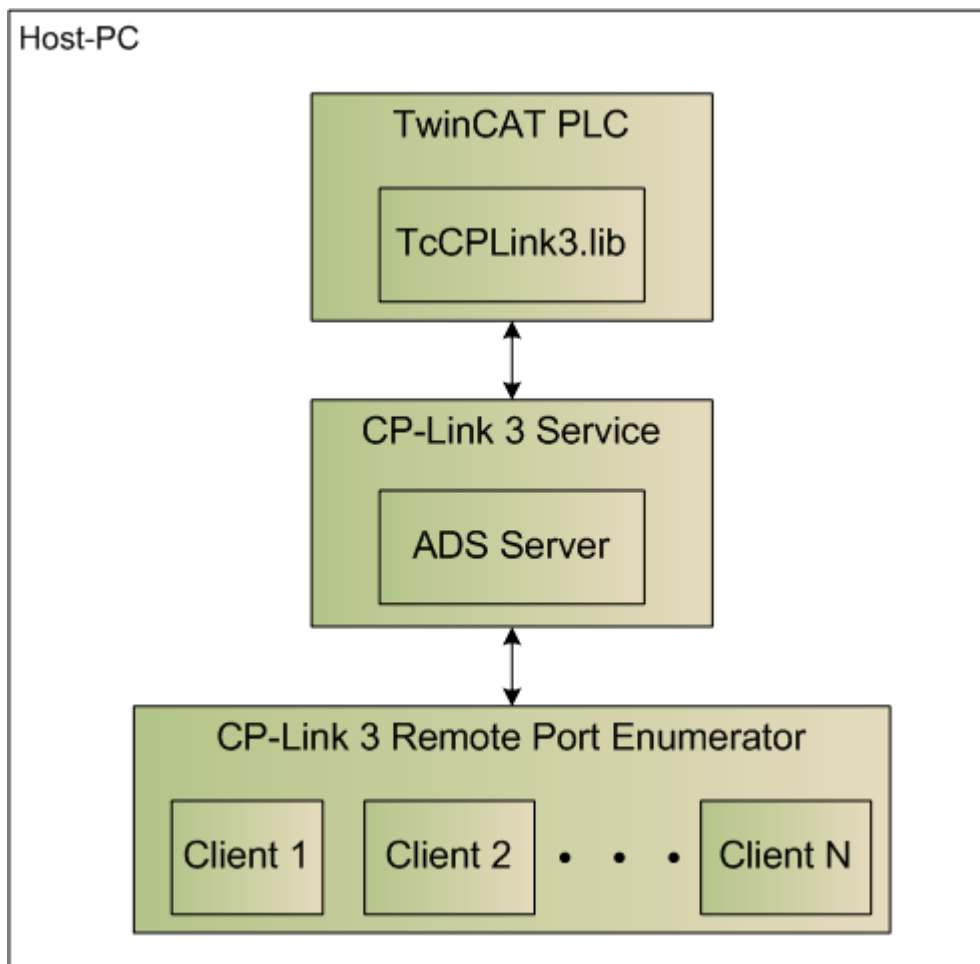 Host-PC
TwinCAT PLC
TcCPLink3.lib
CP-Link 3 Service
ADS Server
CP-Link 3 Remote Port Enumerator
Client 1
Client 2
• • •
Client N